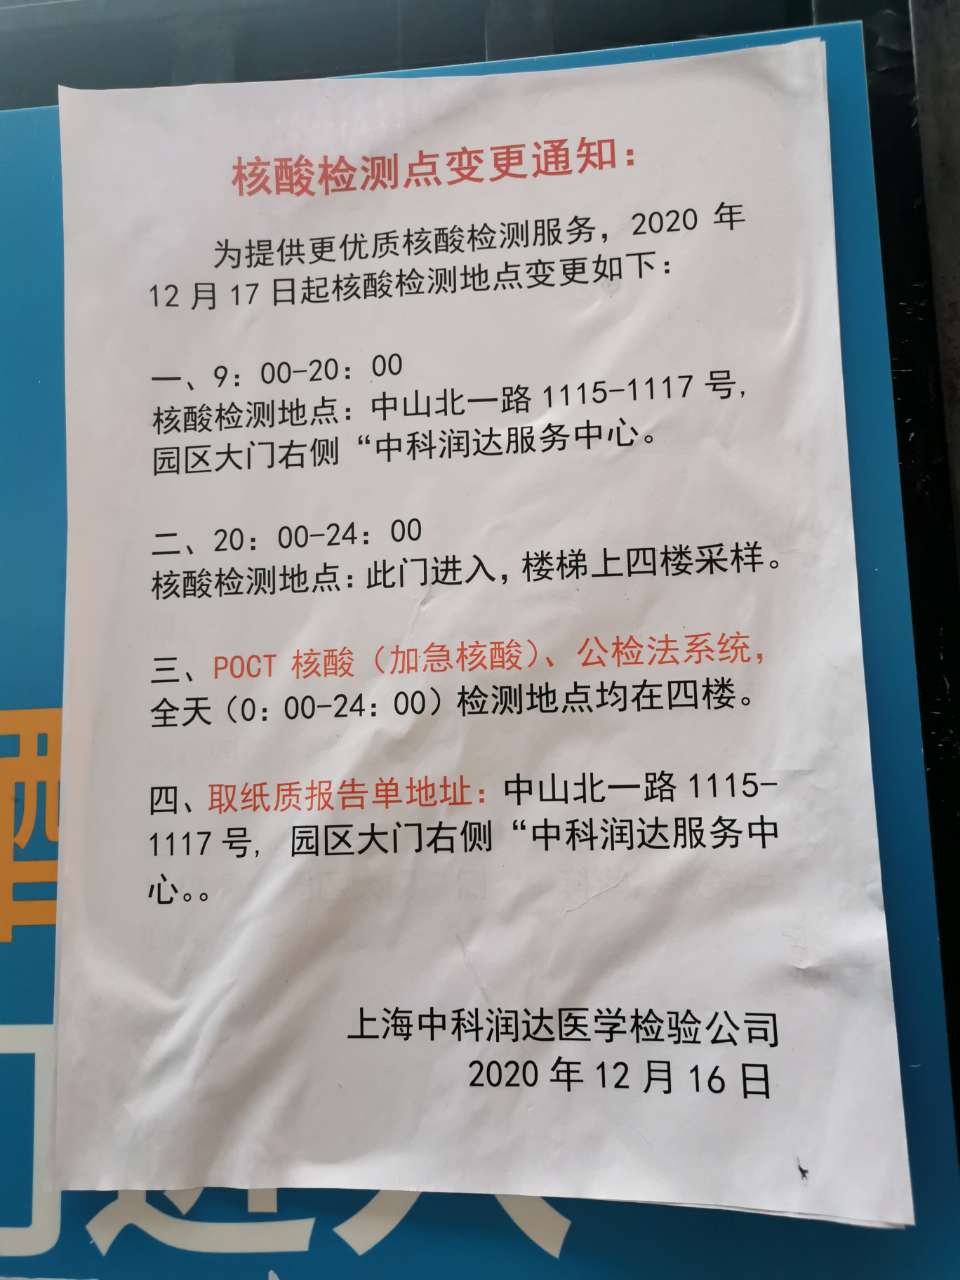 核酸检测点变更通知：
为提供更优质核酸检测服务，2020 年
12 月 17 日起核酸检测地点变更如下：
一、9：00-20：00
核酸检测地点：中山北一路 1115-1117 号，
园区大门右侧“中科润达服务中心。
二、20：00-24：00
核酸检测地点：此门进入，楼梯上四楼采样。
三、POCT 核酸（加急核酸）、公检法系统，
全天（0：00-24：00）检测地点均在四楼。
四、取纸质报告单地址：中山北一路 1115-
1117 号，园区大门右侧“中科润达服务中
心。。
上海中科润达医学检验公司
2020 年 12 月 16 日